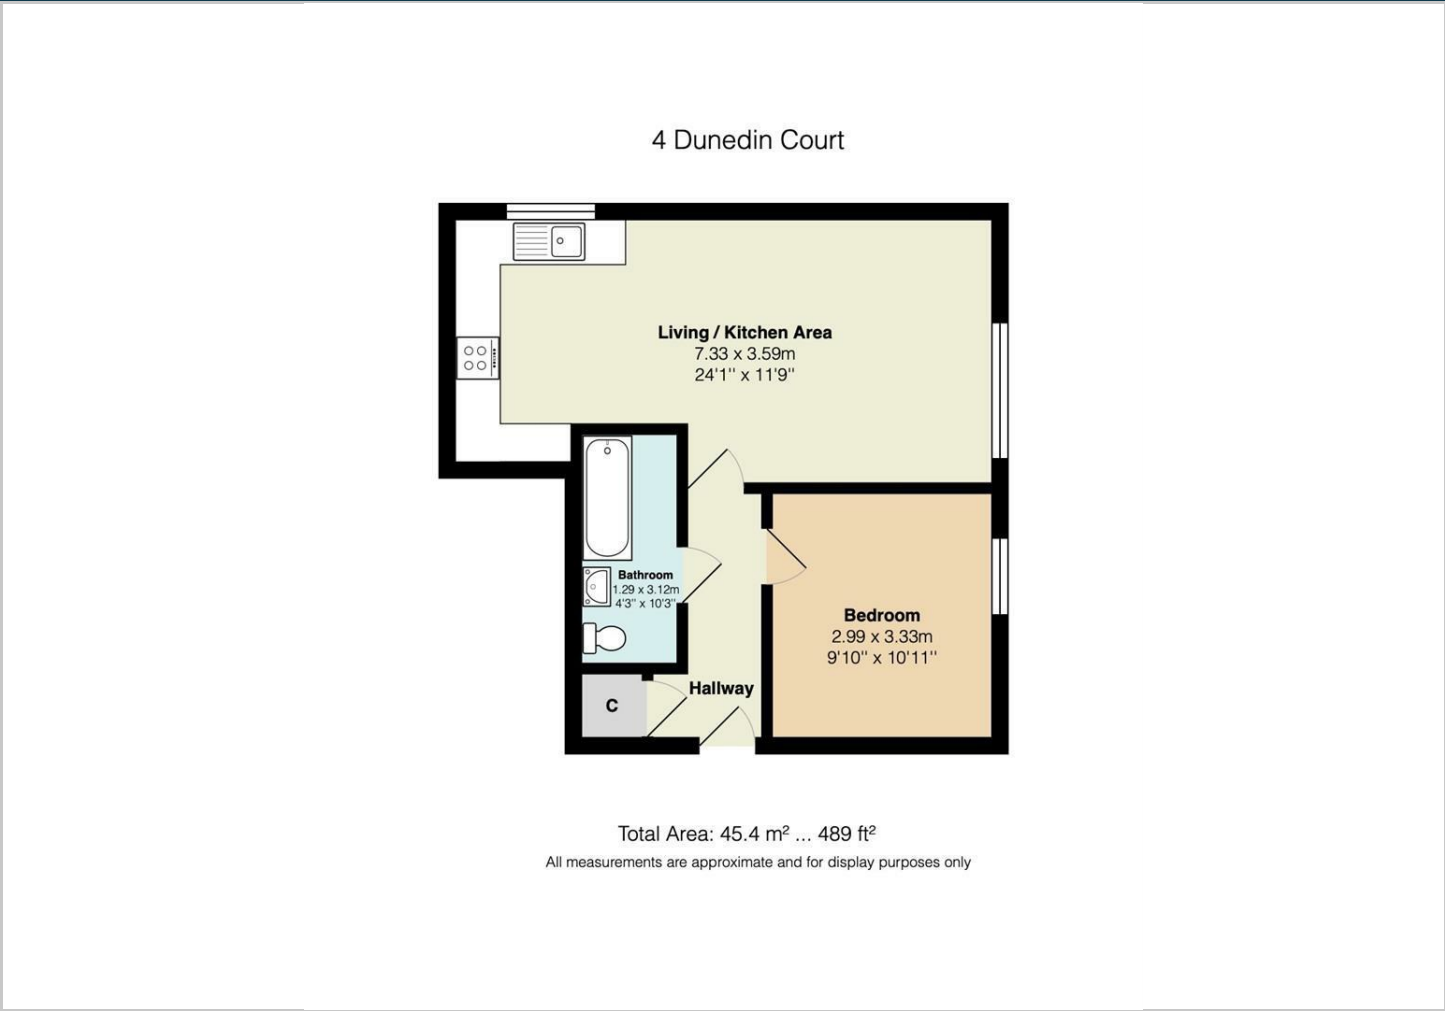 4 Dunedin Court
Living / Kitchen Area
7.33 x 3.59m
24'1'' x 11'9''
Bathroom
1.29 x 3.12m
4'3'' x 10'3''
Bedroom
2.99 x 3.33m
9'10'' x 10'11''
Hallway
C
Total Area: 45.4 m² ... 489 ft²
All measurements are approximate and for display purposes only